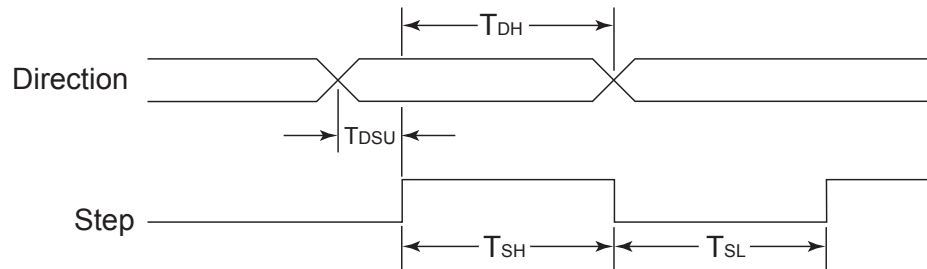 TDH
Direction
TDSU
Step
TSH
TSL